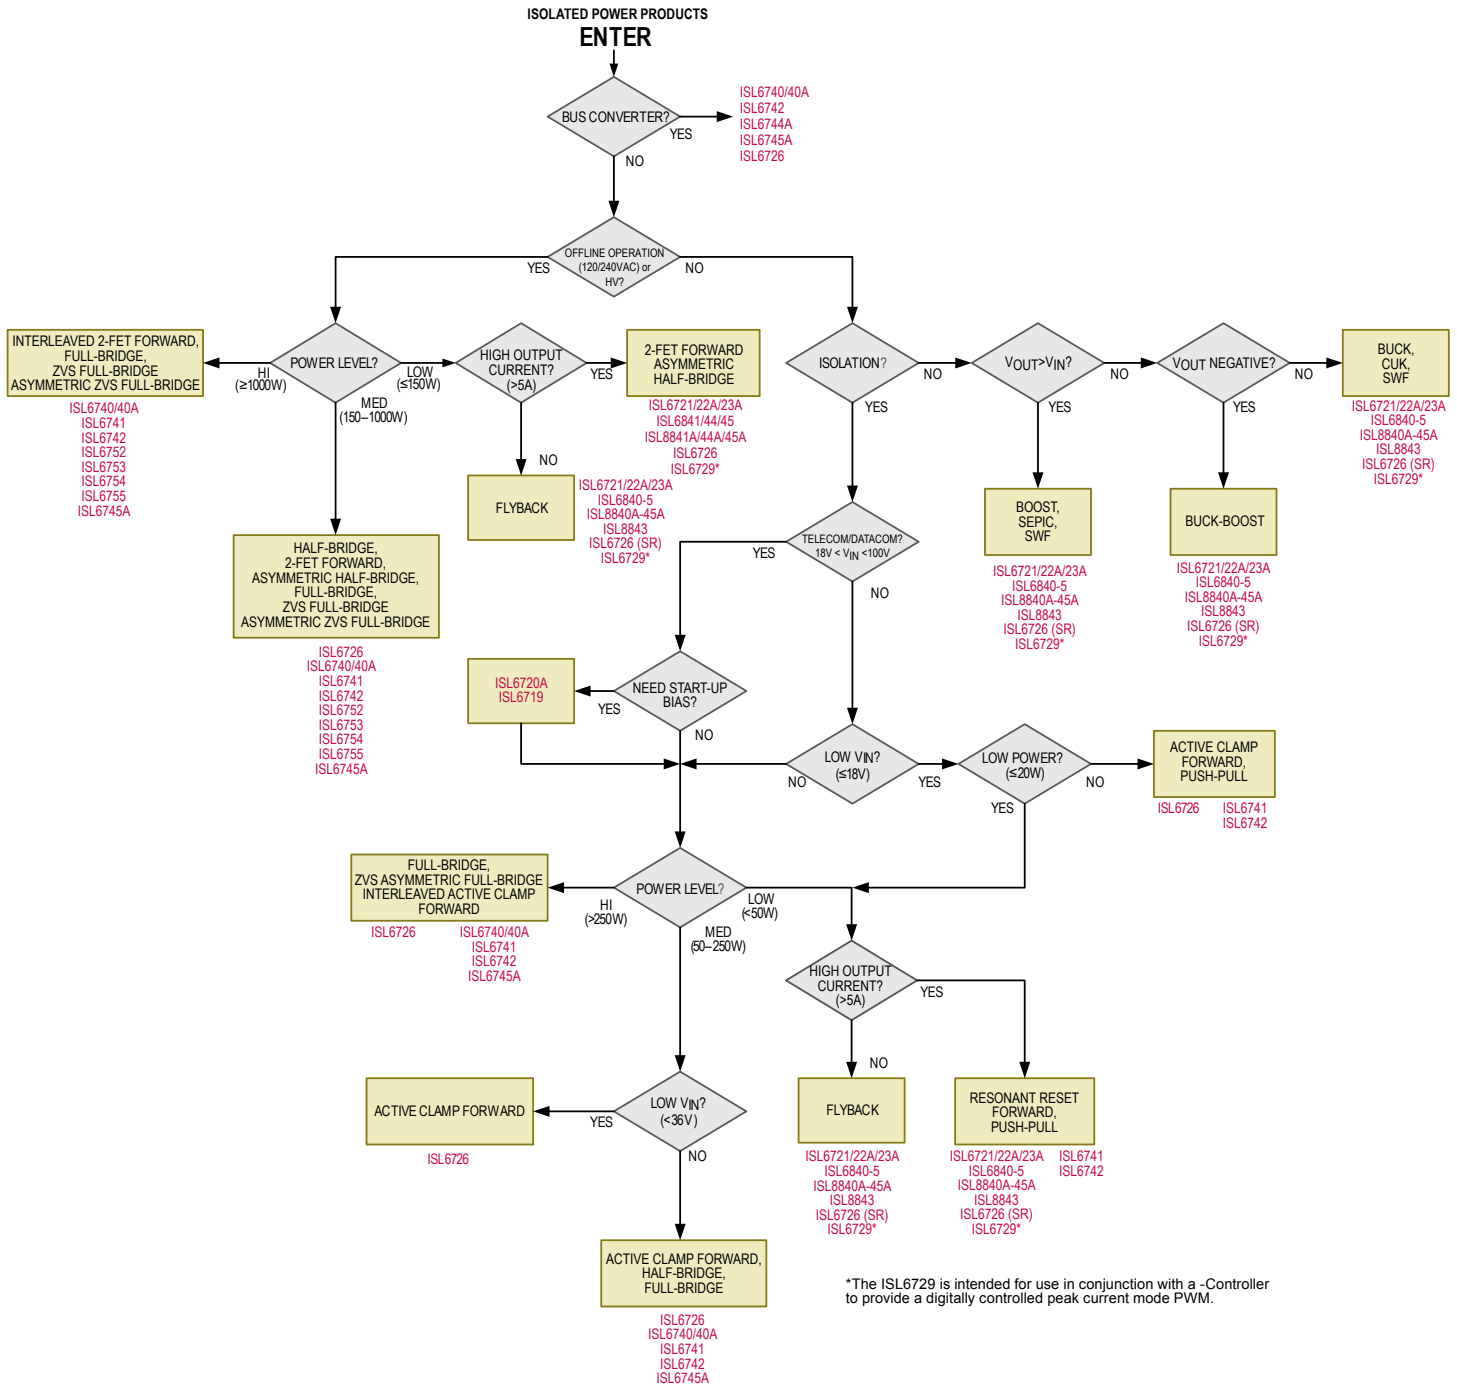 ISOLATED POWER PRODUCTS
ENTER
BUS CONVERTER?
YES
NO
ISL6740/40A
ISL6742
ISL6744A
ISL6745A
ISL6726
OFFLINE OPERATION
(120/240VAC) or
HV?
YES
NO
INTERLEAVED 2-FET FORWARD,
FULL-BRIDGE,
ZVS FULL-BRIDGE
ASYMMETRIC ZVS FULL-BRIDGE
ISL6740/40A
ISL6741
ISL6742
ISL6752
ISL6753
ISL6754
ISL6755
ISL6745A
POWER LEVEL?
HI
(≥1000W)
LOW
(≤150W)
MED
(150–1000W)
HIGH OUTPUT
CURRENT?
(>5A)
YES
NO
2-FET FORWARD
ASYMMETRIC
HALF-BRIDGE
ISL6721/22A/23A
ISL6841/44/45
ISL8841A/44A/45A
ISL6726
ISL6729*
FLYBACK
ISL6721/22A/23A
ISL6840-5
ISL8840A-45A
ISL8843
ISL6726 (SR)
ISL6729*
HALF-BRIDGE,
2-FET FORWARD,
ASYMMETRIC HALF-BRIDGE,
FULL-BRIDGE,
ZVS FULL-BRIDGE
ASYMMETRIC ZVS FULL-BRIDGE
ISL6726
ISL6740/40A
ISL6741
ISL6742
ISL6752
ISL6753
ISL6754
ISL6755
ISL6745A
ISOLATION?
NO
YES
VOUT>VIN?
NO
YES
VOUT NEGATIVE?
NO
YES
BUCK,
CUK,
SWF
ISL6721/22A/23A
ISL6840-5
ISL8840A-45A
ISL8843
ISL6726 (SR)
ISL6729*
BOOST,
SEPIC,
SWF
ISL6721/22A/23A
ISL6840-5
ISL8840A-45A
ISL8843
ISL6726 (SR)
ISL6729*
BUCK-BOOST
ISL6721/22A/23A
ISL6840-5
ISL8840A-45A
ISL8843
ISL6726 (SR)
ISL6729*
TELECOM/DATACOM?
18V < VIN <100V
YES
NO
NEED START-UP
BIAS?
YES
NO
ISL6720A
ISL6719
LOW VIN?
(≤18V)
NO
YES
LOW POWER?
(≤20W)
NO
YES
ACTIVE CLAMP
FORWARD,
PUSH-PULL
ISL6726 ISL6741
ISL6742
POWER LEVEL?
HI
(>250W)
LOW
(<50W)
MED
(50–250W)
FULL-BRIDGE,
ZVS ASYMMETRIC FULL-BRIDGE
INTERLEAVED ACTIVE CLAMP
FORWARD
ISL6726 ISL6740/40A
ISL6741
ISL6742
ISL6745A
HIGH OUTPUT
CURRENT?
(>5A)
YES
NO
FLYBACK
ISL6721/22A/23A
ISL6840-5
ISL8840A-45A
ISL8843
ISL6726 (SR)
ISL6729*
RESONANT RESET
FORWARD,
PUSH-PULL
ISL6721/22A/23A ISL6741
ISL6840-5 ISL6742
ISL8840A-45A
ISL8843
ISL6726 (SR)
ISL6729*
LOW VIN?
(<36V)
YES
NO
ACTIVE CLAMP FORWARD
ISL6726
ACTIVE CLAMP FORWARD,
HALF-BRIDGE,
FULL-BRIDGE
ISL6726
ISL6740/40A
ISL6741
ISL6742
ISL6745A
*The ISL6729 is intended for use in conjunction with a -Controller
to provide a digitally controlled peak current mode PWM.